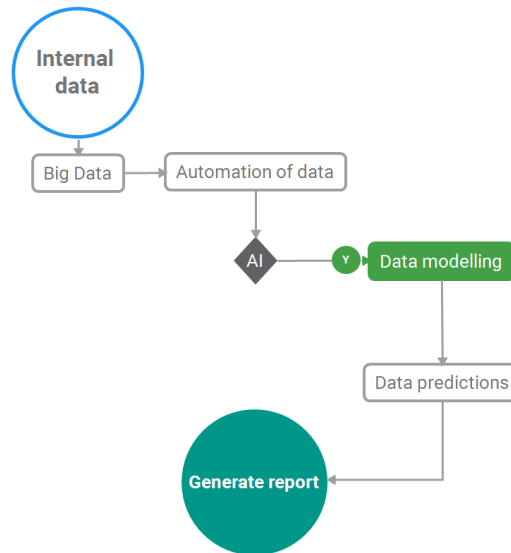 Internal
data
Big Data
Automation of data
AI
Y
Data modelling
Data predictions
Generate report